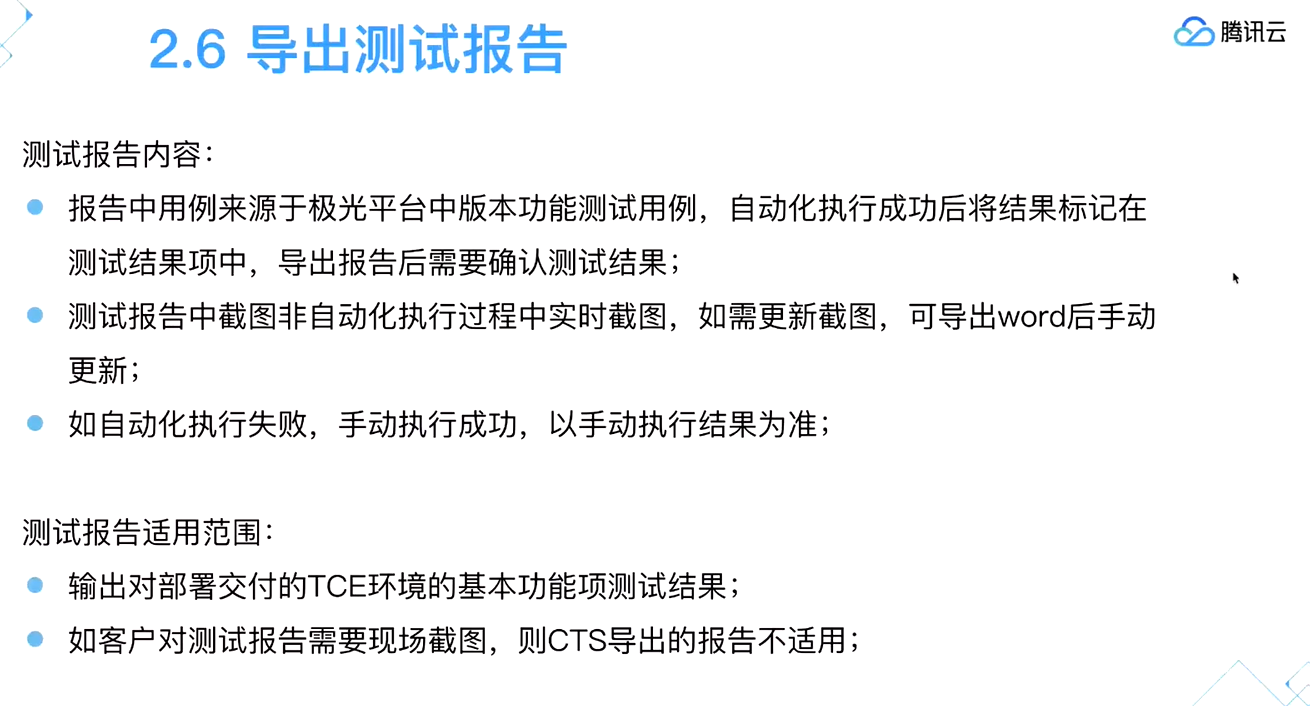 2.6 导出测试报告
腾讯云
测试报告内容：
报告中用例来源于极光平台中版本功能测试用例，自动化执行成功后将结果标记在
测试结果项中，导出报告后需要确认测试结果；
测试报告中截图非自动化执行过程中实时截图，如需更新截图，可导出word后手动
更新；
如自动化执行失败，手动执行成功，以手动执行结果为准；
测试报告适用范围：
输出对部署交付的TCE环境的基本功能项测试结果；
如客户对测试报告需要现场截图，则CTS导出的报告不适用；